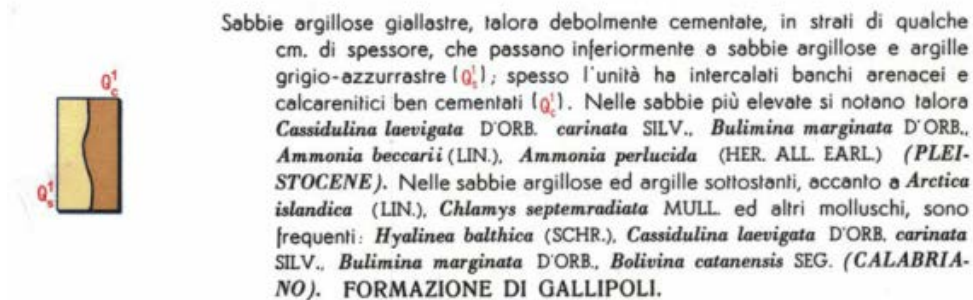 Sabbie argillose giallastre, talora debolmente cementate, in strati di qualche
cm. di spessore, che passano inferiormente a sabbie argillose e argille
grigio-azzurrastre (Q¹ₛ); spesso l'unità ha intercalati banchi arenacei e
calcarenitici ben cementati (Q¹c). Nelle sabbie più elevate si notano talora
Cassidulina laevigata D'ORB. carinata SILV., Bulimina marginata D'ORB.,
Ammonia beccarii (LIN.), Ammonia perlucida (HER. ALL. EARL.) (PLEI-
STOCENE). Nelle sabbie argillose ed argille sottostanti, accanto a Arctica
islandica (LIN.), Chlamys septemradiata MULL. ed altri molluschi, sono
frequenti: Hyalinea balthica (SCHR.), Cassidulina laevigata D'ORB. carinata
SILV., Bulimina marginata D'ORB., Bolivina catanensis SEG. (CALABRIA-
NO). FORMAZIONE DI GALLIPOLI.
Q¹c
Q¹ₛ